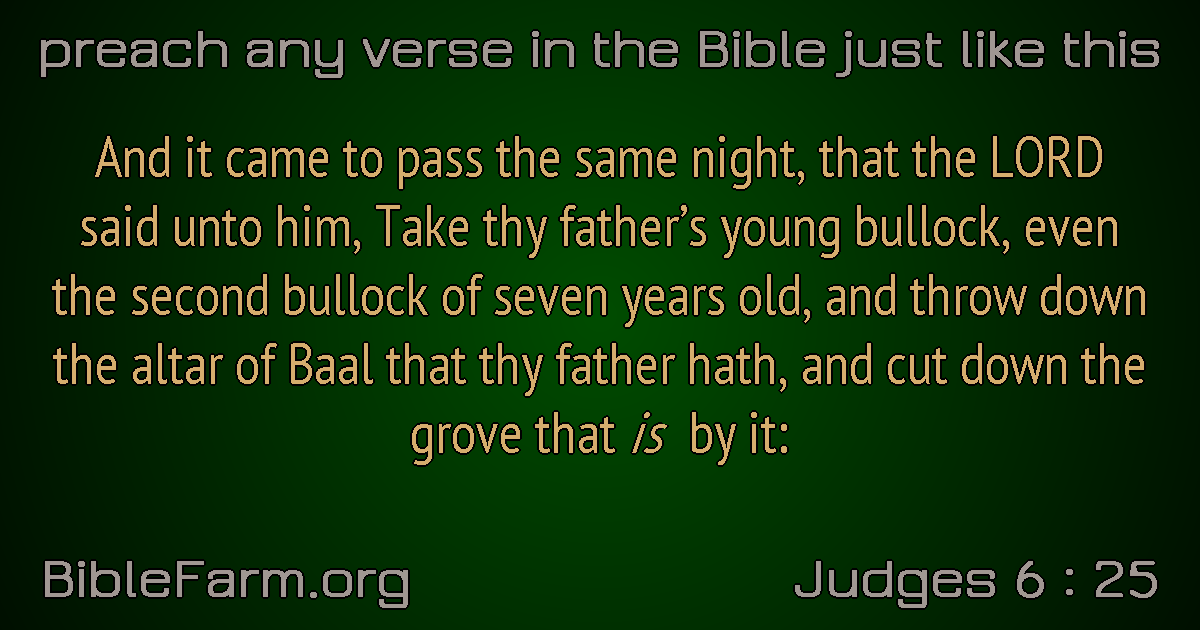 preach any verse in the Bible just like this
And it came to pass the same night, that the LORD
said unto him, Take thy father’s young bullock, even
the second bullock of seven years old, and throw down
the altar of Baal that thy father hath, and cut down the
grove that is by it:
BibleFarm.org
Judges 6 : 25